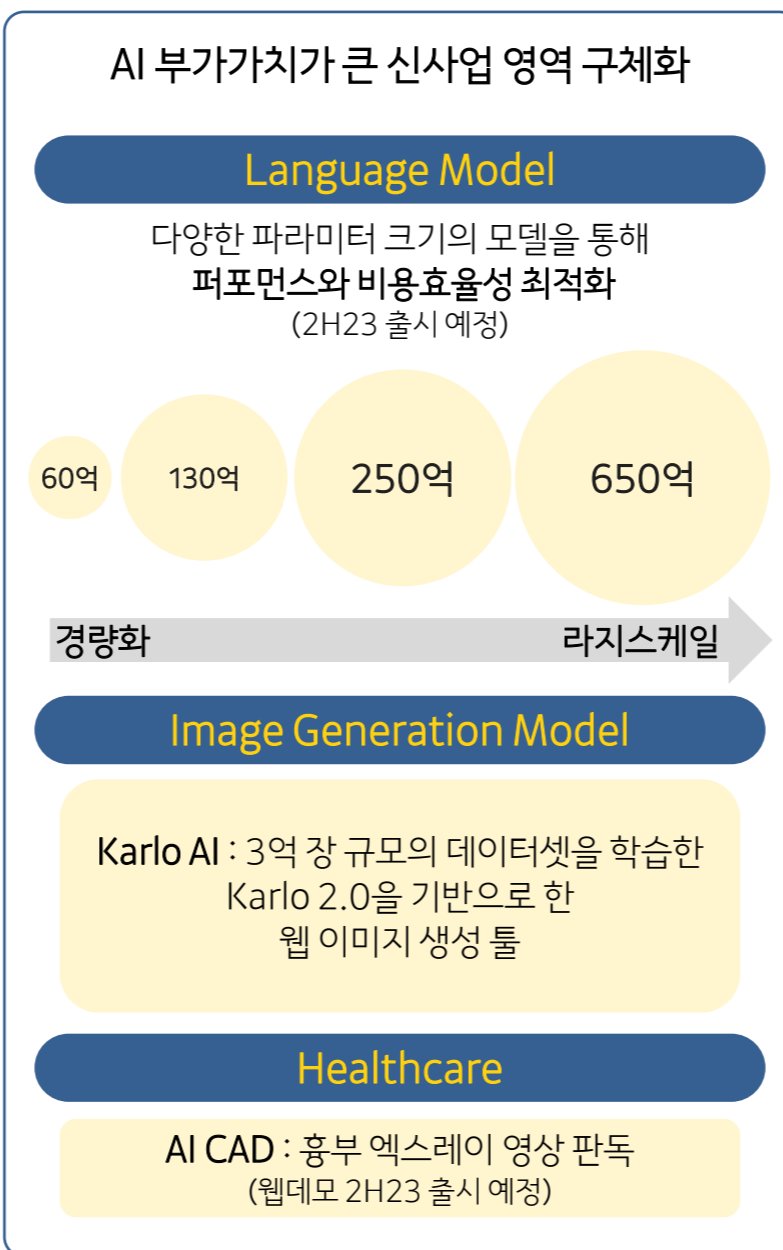 AI 부가가치가 큰 신사업 영역 구체화
Language Model
다양한 파라미터 크기의 모델을 통해
퍼포먼스와 비용효율성 최적화
(2H23 출시 예정)
60억 130억 250억 650억
경량화 라지스케일
Image Generation Model
Karlo AI : 3억 장 규모의 데이터셋을 학습한
Karlo 2.0을 기반으로 한
웹 이미지 생성 툴
Healthcare
AI CAD : 흉부 엑스레이 영상 판독
(웹데모 2H23 출시 예정)